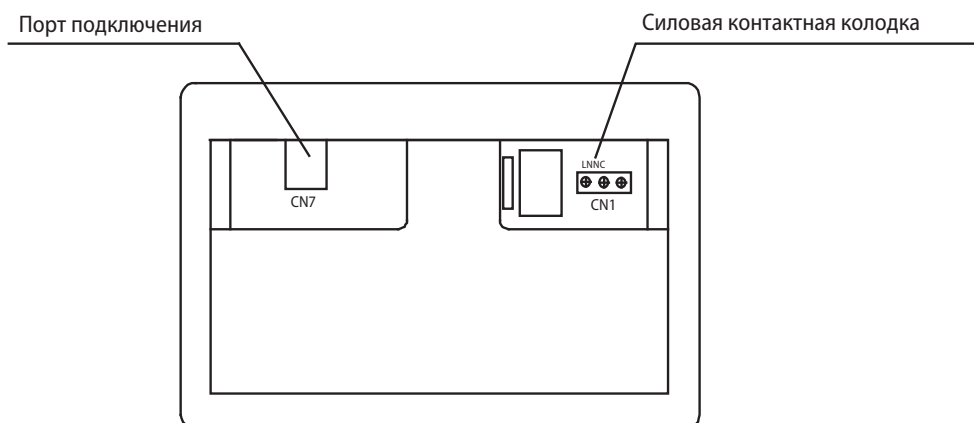 Порт подключения
Силовая контактная колодка
LNNC
CN7
CN1